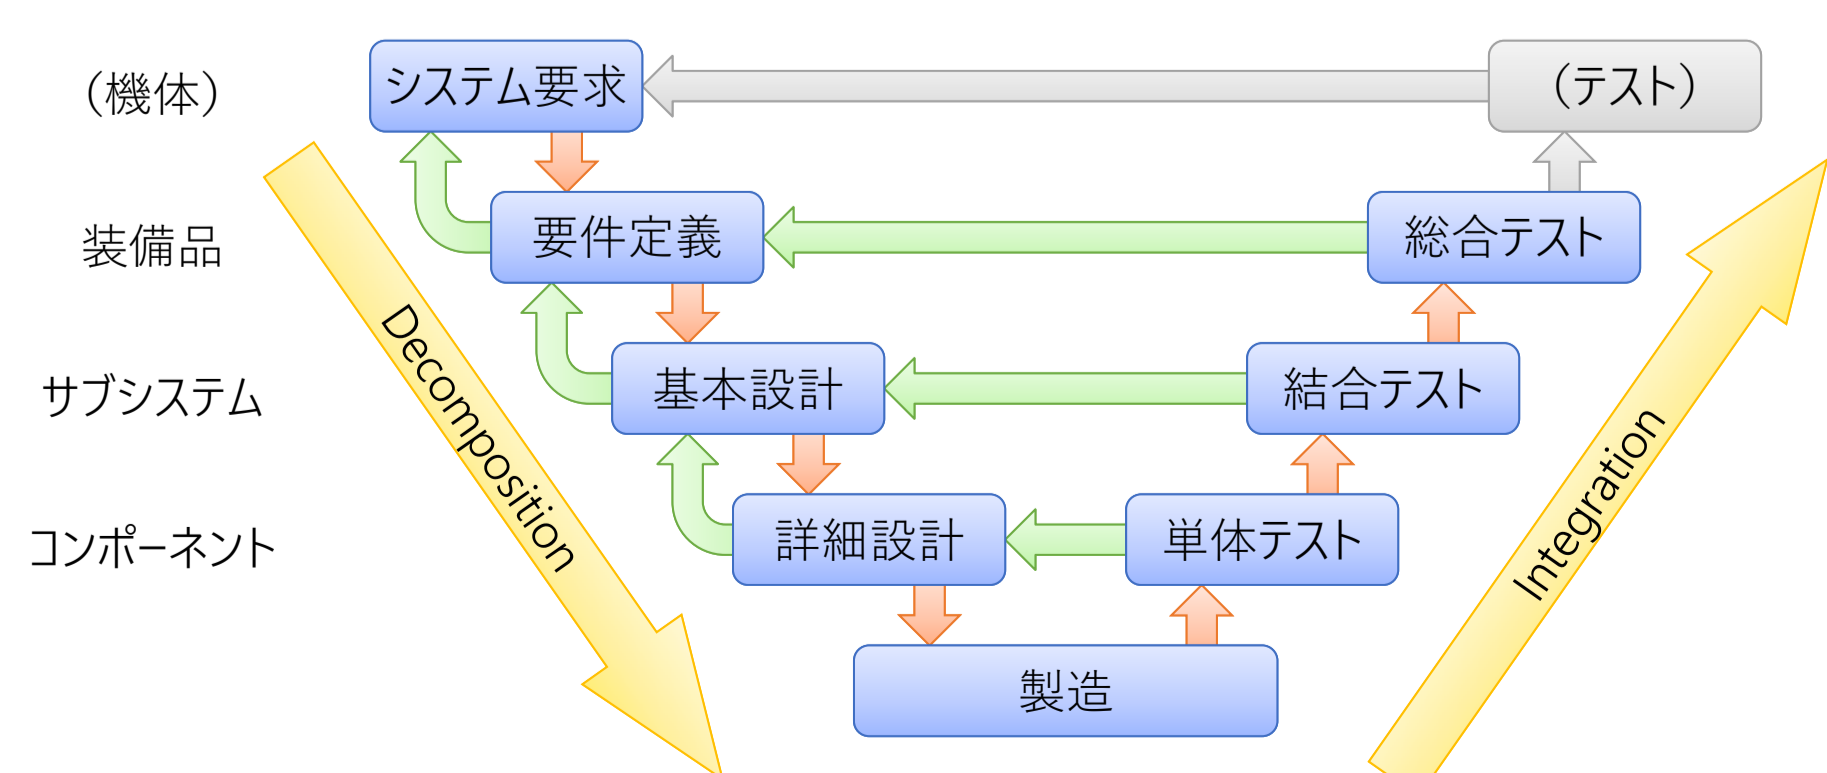 （機体）
システム要求
（テスト）
装備品
要件定義
総合テスト
サブシステム
基本設計
結合テスト
コンポーネント
詳細設計
単体テスト
製造
Decomposition
Integration